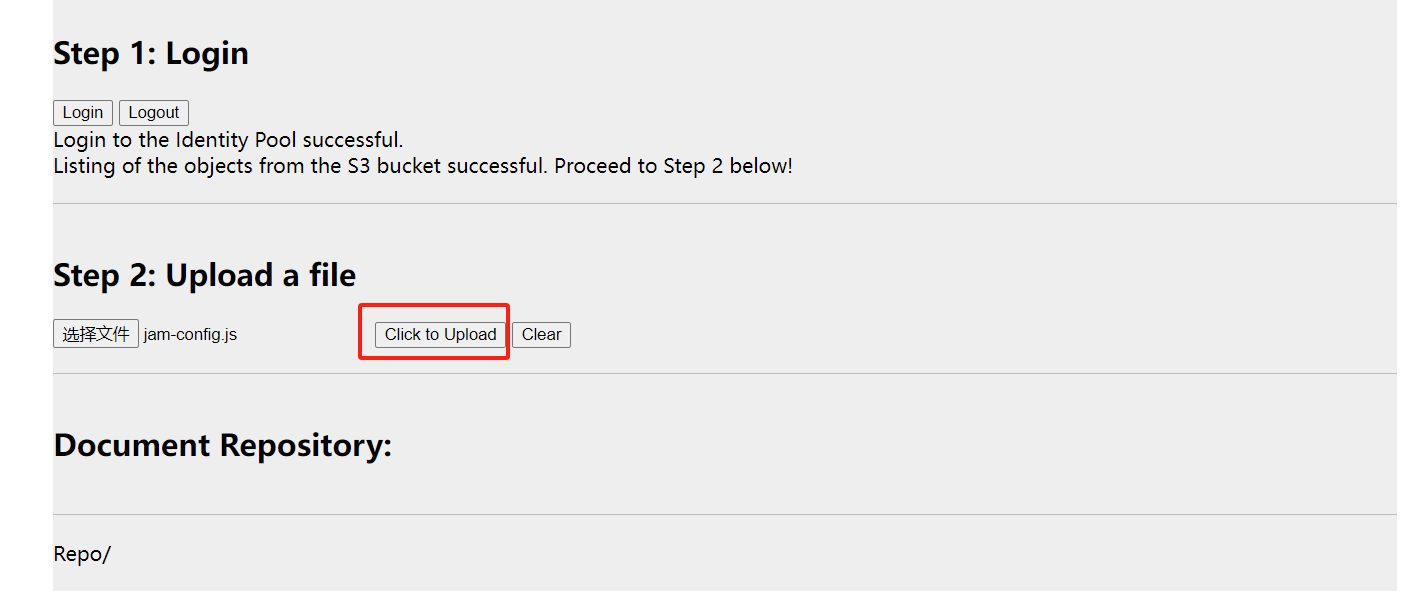 Step 1: Login
Login Logout
Login to the Identity Pool successful.
Listing of the objects from the S3 bucket successful. Proceed to Step 2 below!
Step 2: Upload a file
选择文件 jam-config.js Click to Upload Clear
Document Repository:
Repo/